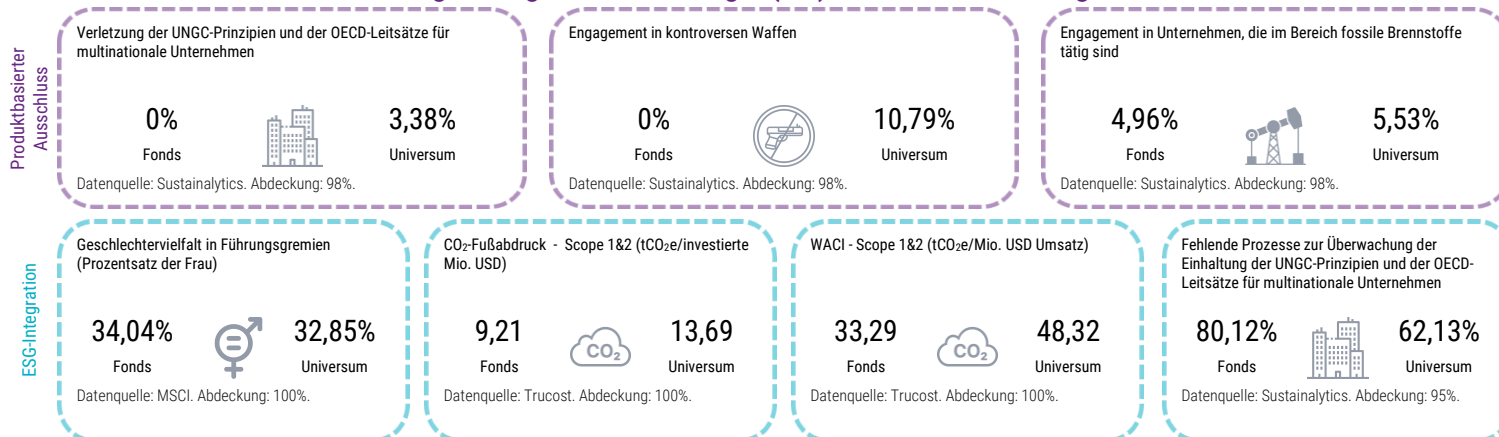 Produktbasierter
Ausschluss
Verletzung der UNGC-Prinzipien und der OECD-Leitsätze für
multinationale Unternehmen
0%
Fonds
3,38%
Universum
Datenquelle: Sustainalytics. Abdeckung: 98%.
Engagement in kontroversen Waffen
0%
Fonds
10,79%
Universum
Datenquelle: Sustainalytics. Abdeckung: 98%.
Engagement in Unternehmen, die im Bereich fossile Brennstoffe
tätig sind
4,96%
Fonds
5,53%
Universum
Datenquelle: Sustainalytics. Abdeckung: 98%.
ESG-Integration
Geschlechtervielfalt in Führungsgremien
(Prozentsatz der Frau)
34,04%
Fonds
32,85%
Universum
Datenquelle: MSCI. Abdeckung: 100%.
CO₂-Fußabdruck - Scope 1&2 (tCO₂e/investierte
Mio. USD)
9,21
Fonds
CO₂
13,69
Universum
Datenquelle: Trucost. Abdeckung: 100%.
WACI - Scope 1&2 (tCO₂e/Mio. USD Umsatz)
33,29
Fonds
CO₂
48,32
Universum
Datenquelle: Trucost. Abdeckung: 100%.
Fehlende Prozesse zur Überwachung der
Einhaltung der UNGC-Prinzipien und der OECD-
Leitsätze für multinationale Unternehmen
80,12%
Fonds
62,13%
Universum
Datenquelle: Sustainalytics. Abdeckung: 95%.